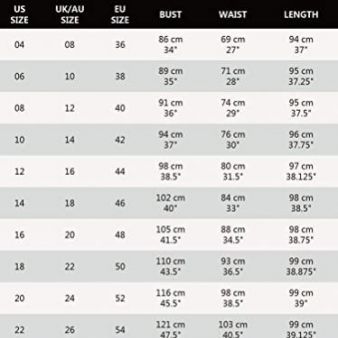 US SIZE UK/AU SIZE EU SIZE BUST WAIST LENGTH
04 08 36 86 cm 34" 69 cm 27" 94 cm 37"
06 10 38 89 cm 35" 71 cm 28" 95 cm 37.25"
08 12 40 91 cm 36" 74 cm 29" 95 cm 37.5"
10 14 42 94 cm 37" 76 cm 30" 96 cm 37.75"
12 16 44 98 cm 38.5" 80 cm 31.5" 97 cm 38.125"
14 18 46 102 cm 40" 84 cm 33" 98 cm 38.5"
16 20 48 105 cm 41.5" 88 cm 34.5" 98 cm 38.75"
18 22 50 110 cm 43.5" 93 cm 36.5" 99 cm 38.875"
20 24 52 116 cm 45.5" 98 cm 38.5" 99 cm 39"
22 26 54 121 cm 47.5" 103 cm 40.5" 99 cm 39.125"